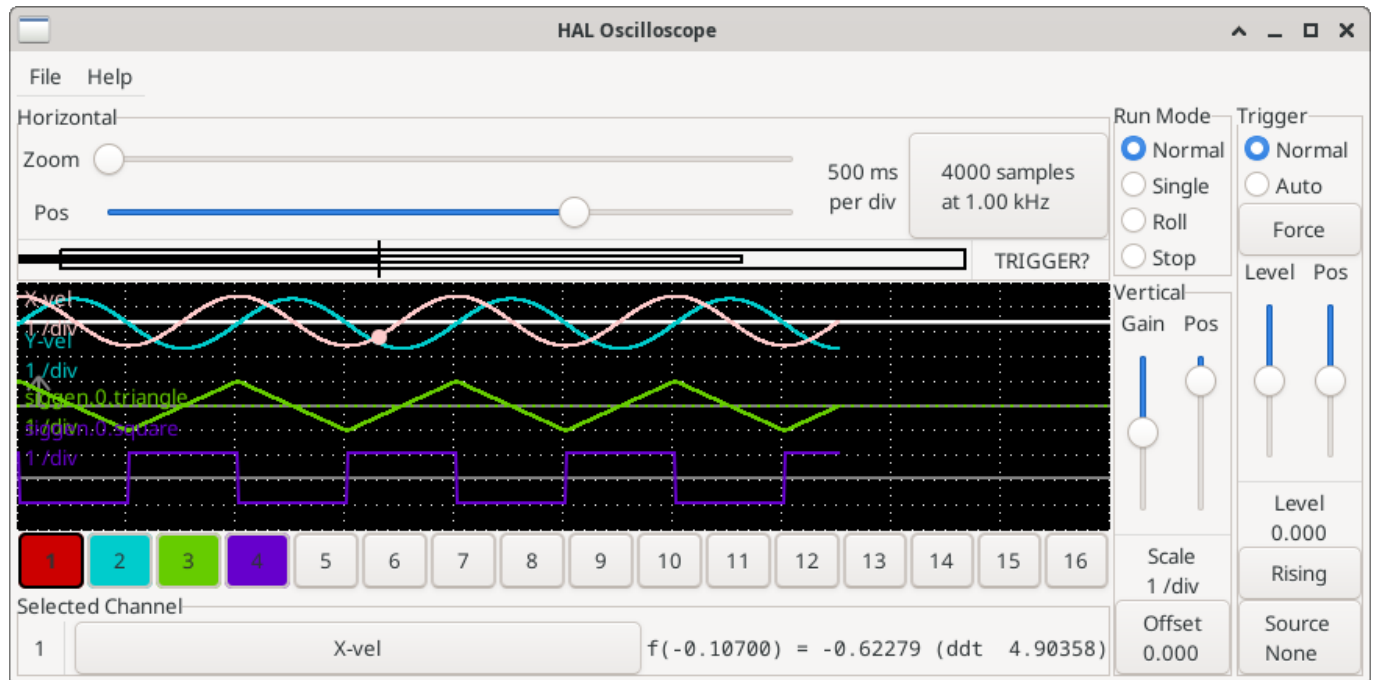 HAL Oscilloscope
File Help
Horizontal
Zoom
Pos
500 ms
per div
4000 samples
at 1.00 kHz
TRIGGER?
Run Mode
Normal
Single
Roll
Stop
Trigger
Normal
Auto
Force
Level Pos
Level
0.000
Rising
Source
None
Vertical
Gain Pos
Scale
1 /div
Offset
0.000
X-vel
1 /div
Y-vel
1 /div
siggen.0.triangle
1 /div
siggen.0.square
1 /div
1 2 3 4 5 6 7 8 9 10 11 12 13 14 15 16
Selected Channel
1 X-vel f(-0.10700) = -0.62279 (ddt 4.90358)